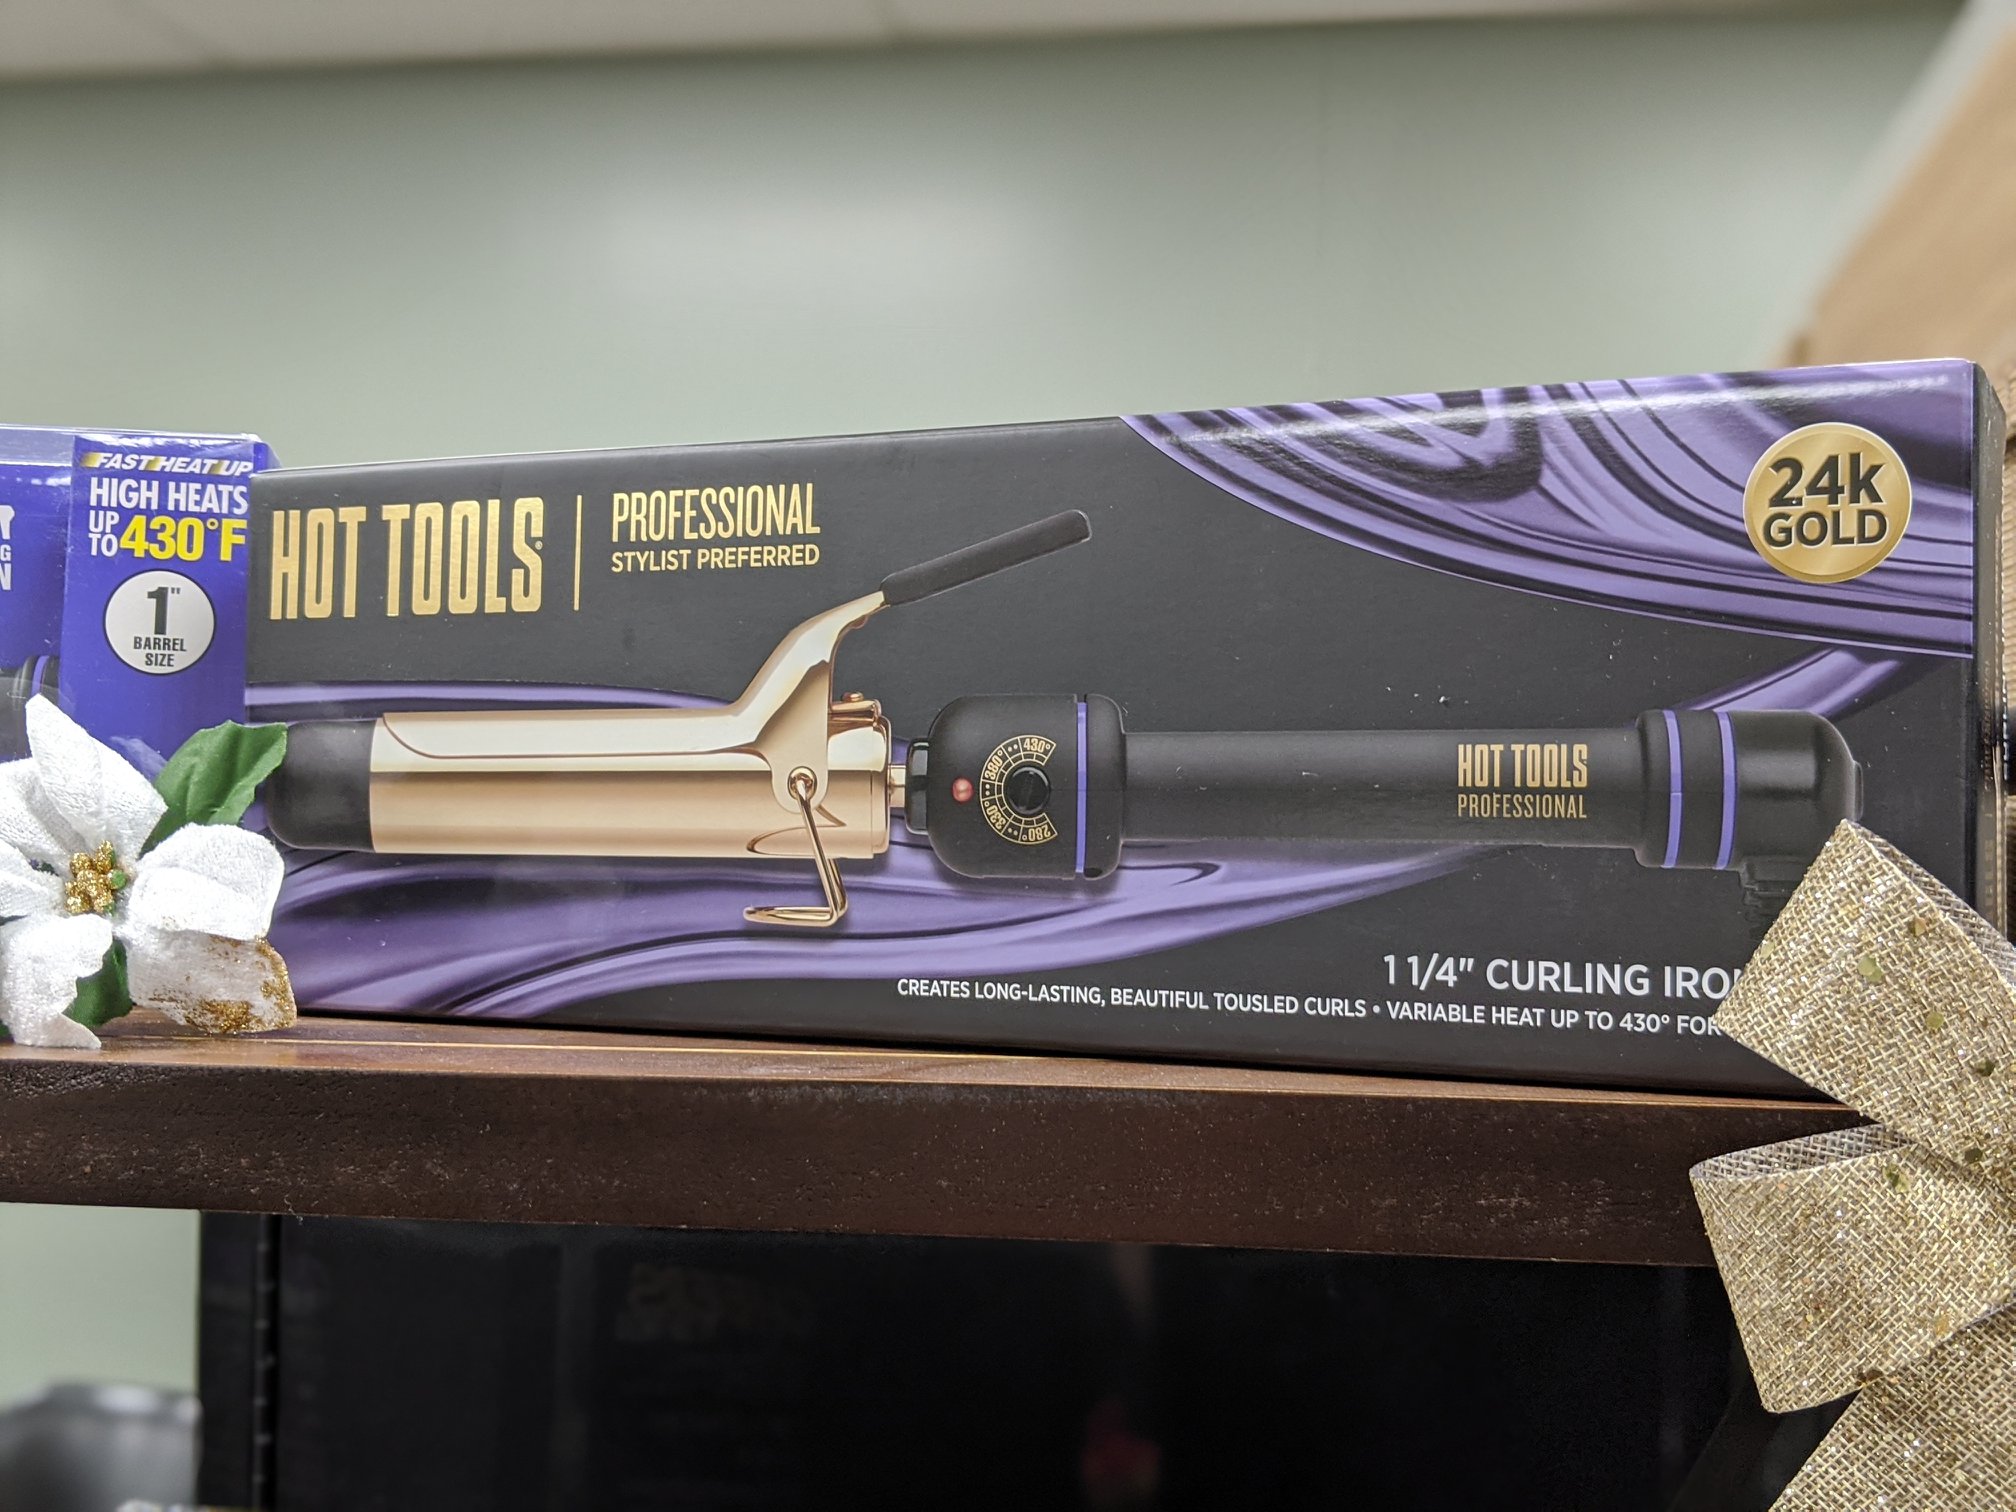 FAST HEAT UP
HIGH HEATS
UP TO 430°F
1"
BARREL
SIZE
HOT TOOLS®
PROFESSIONAL
STYLIST PREFERRED
24k
GOLD
430°
380°
330°
280°
HOT TOOLS
PROFESSIONAL
1 1/4" CURLING
CREATES LONG-LASTING, BEAUTIFUL TOUSLED CURLS • VARIABLE HEAT UP TO 430° FOR